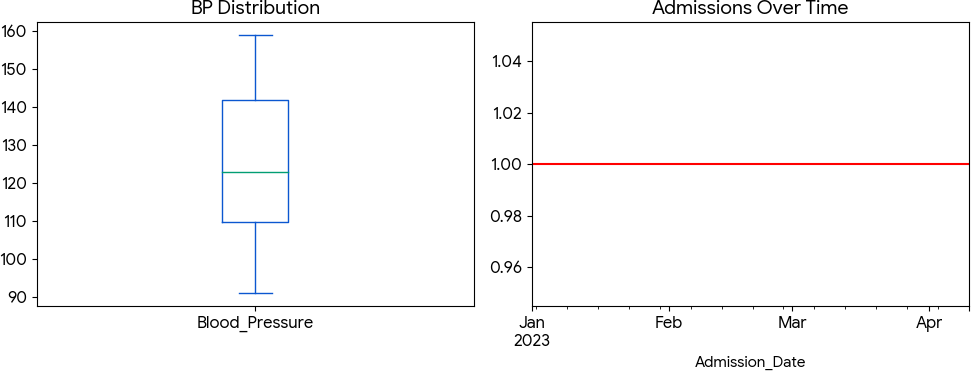 BP Distribution
160
150
140
130
120
110
100
90
Blood_Pressure
Admissions Over Time
1.04
1.02
1.00
0.98
0.96
Jan Feb Mar Apr
2023
Admission_Date